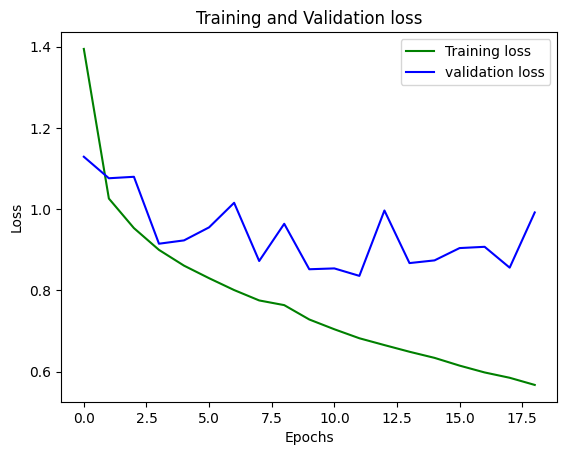 Training and Validation loss
Training loss
validation loss
1.4
1.2
1.0
0.8
0.6
Loss
0.0 2.5 5.0 7.5 10.0 12.5 15.0 17.5
Epochs